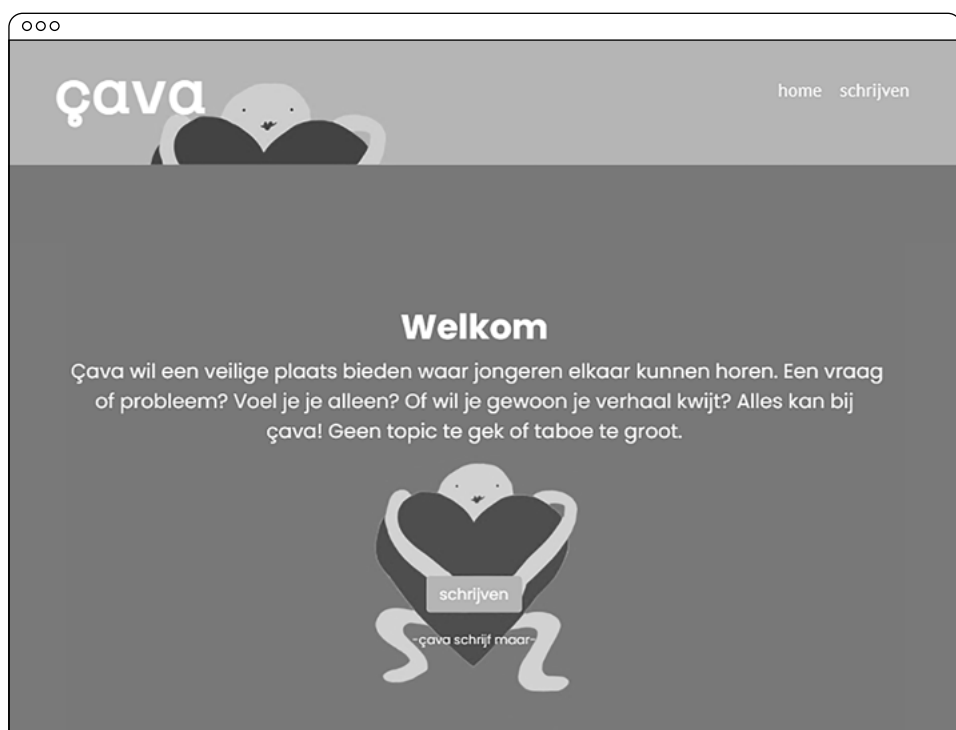 çava
home schrijven
Welkom
Çava wil een veilige plaats bieden waar jongeren elkaar kunnen horen. Een vraag
of probleem? Voel je je alleen? Of wil je gewoon je verhaal kwijt? Alles kan bij
çava! Geen topic te gek of taboe te groot.
schrijven
-çava schrijf maar-